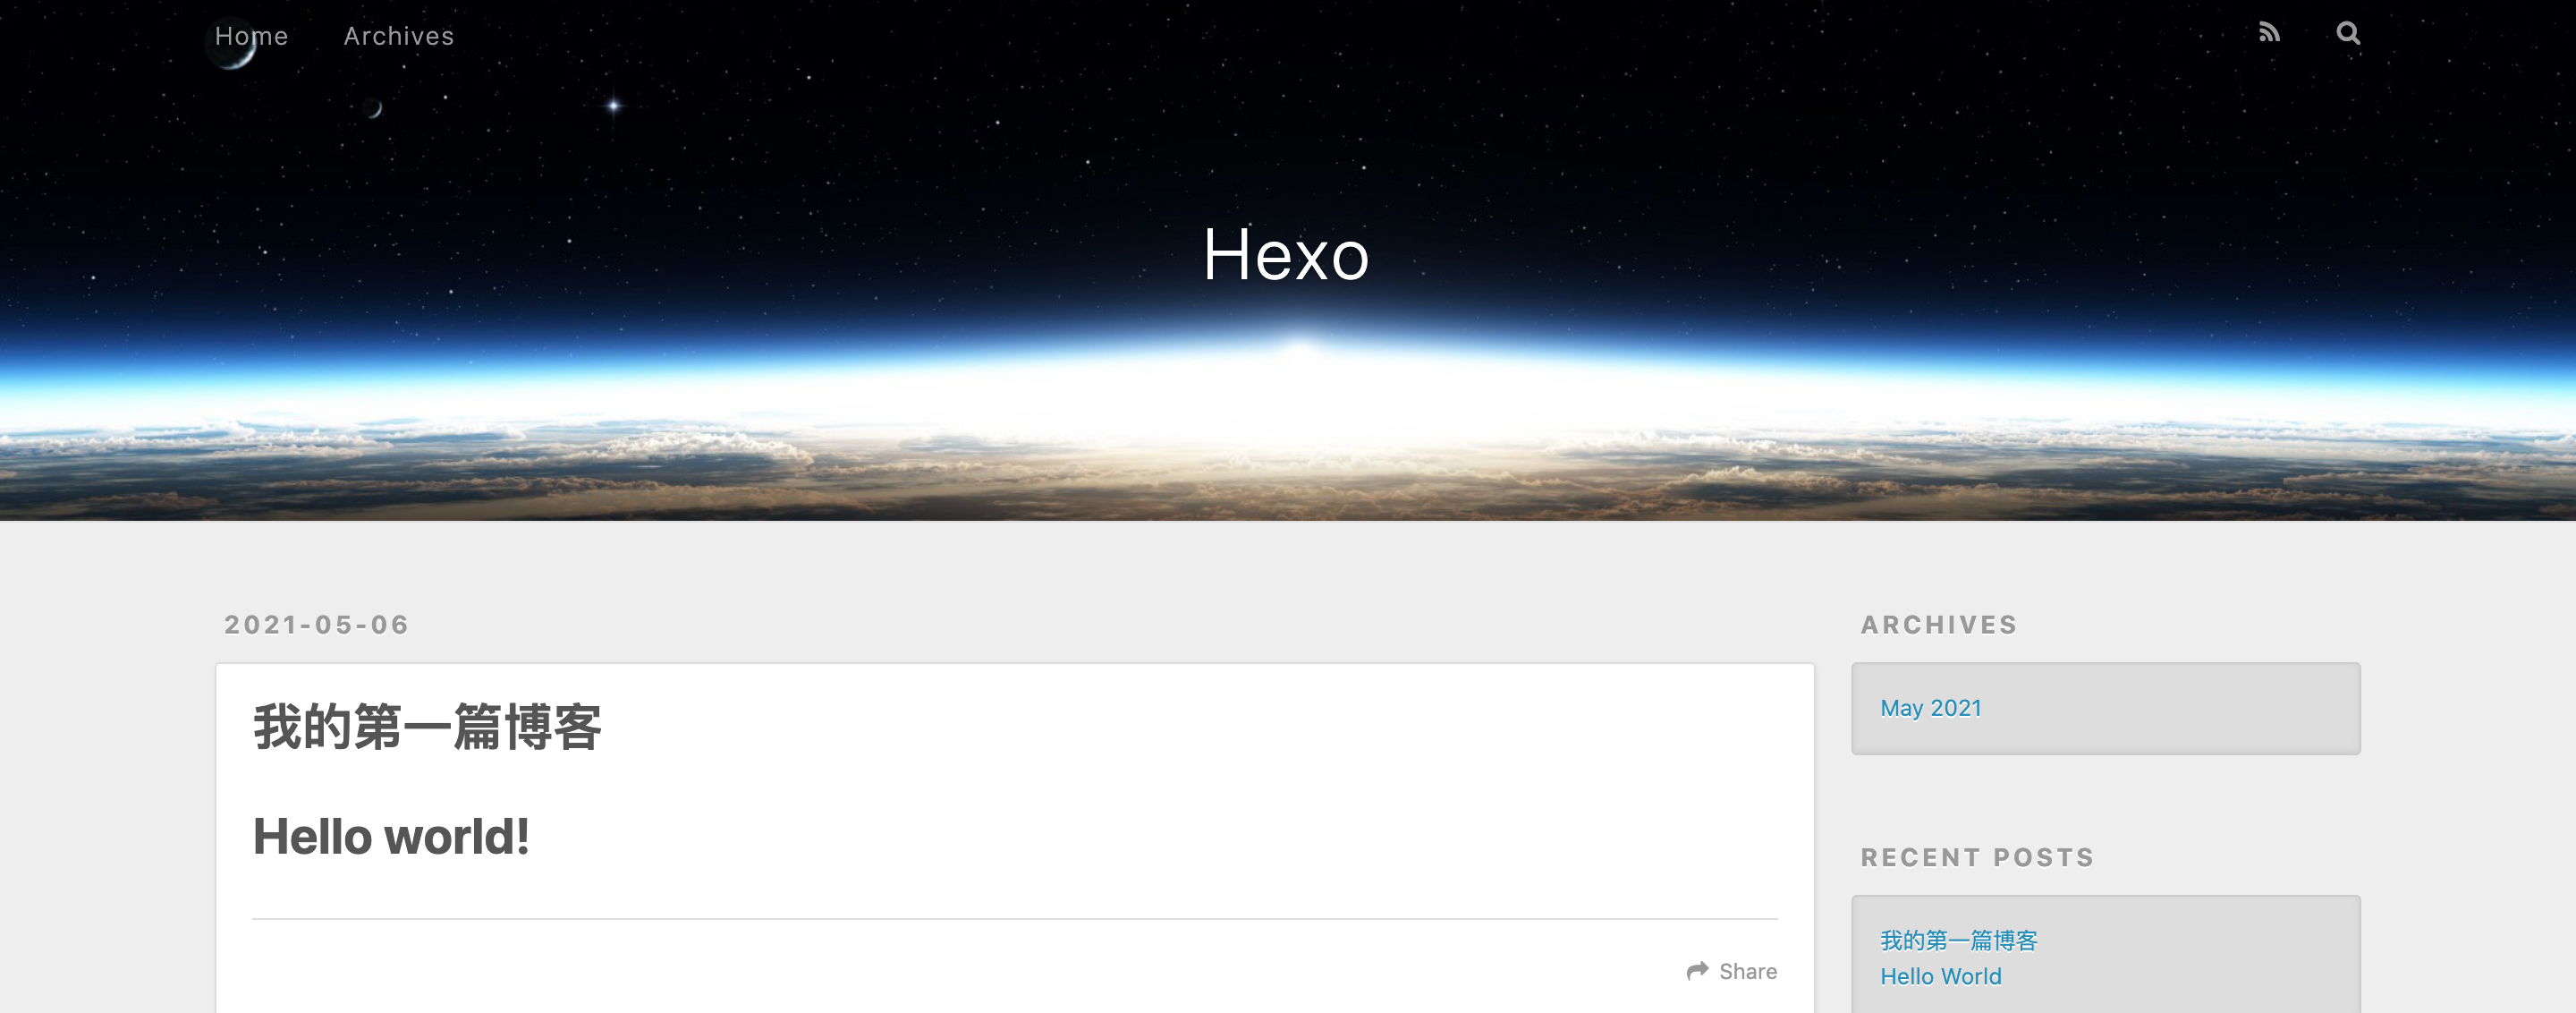 Home Archives
Hexo
2021-05-06
我的第一篇博客
Hello world!
Share
ARCHIVES
May 2021
RECENT POSTS
我的第一篇博客
Hello World